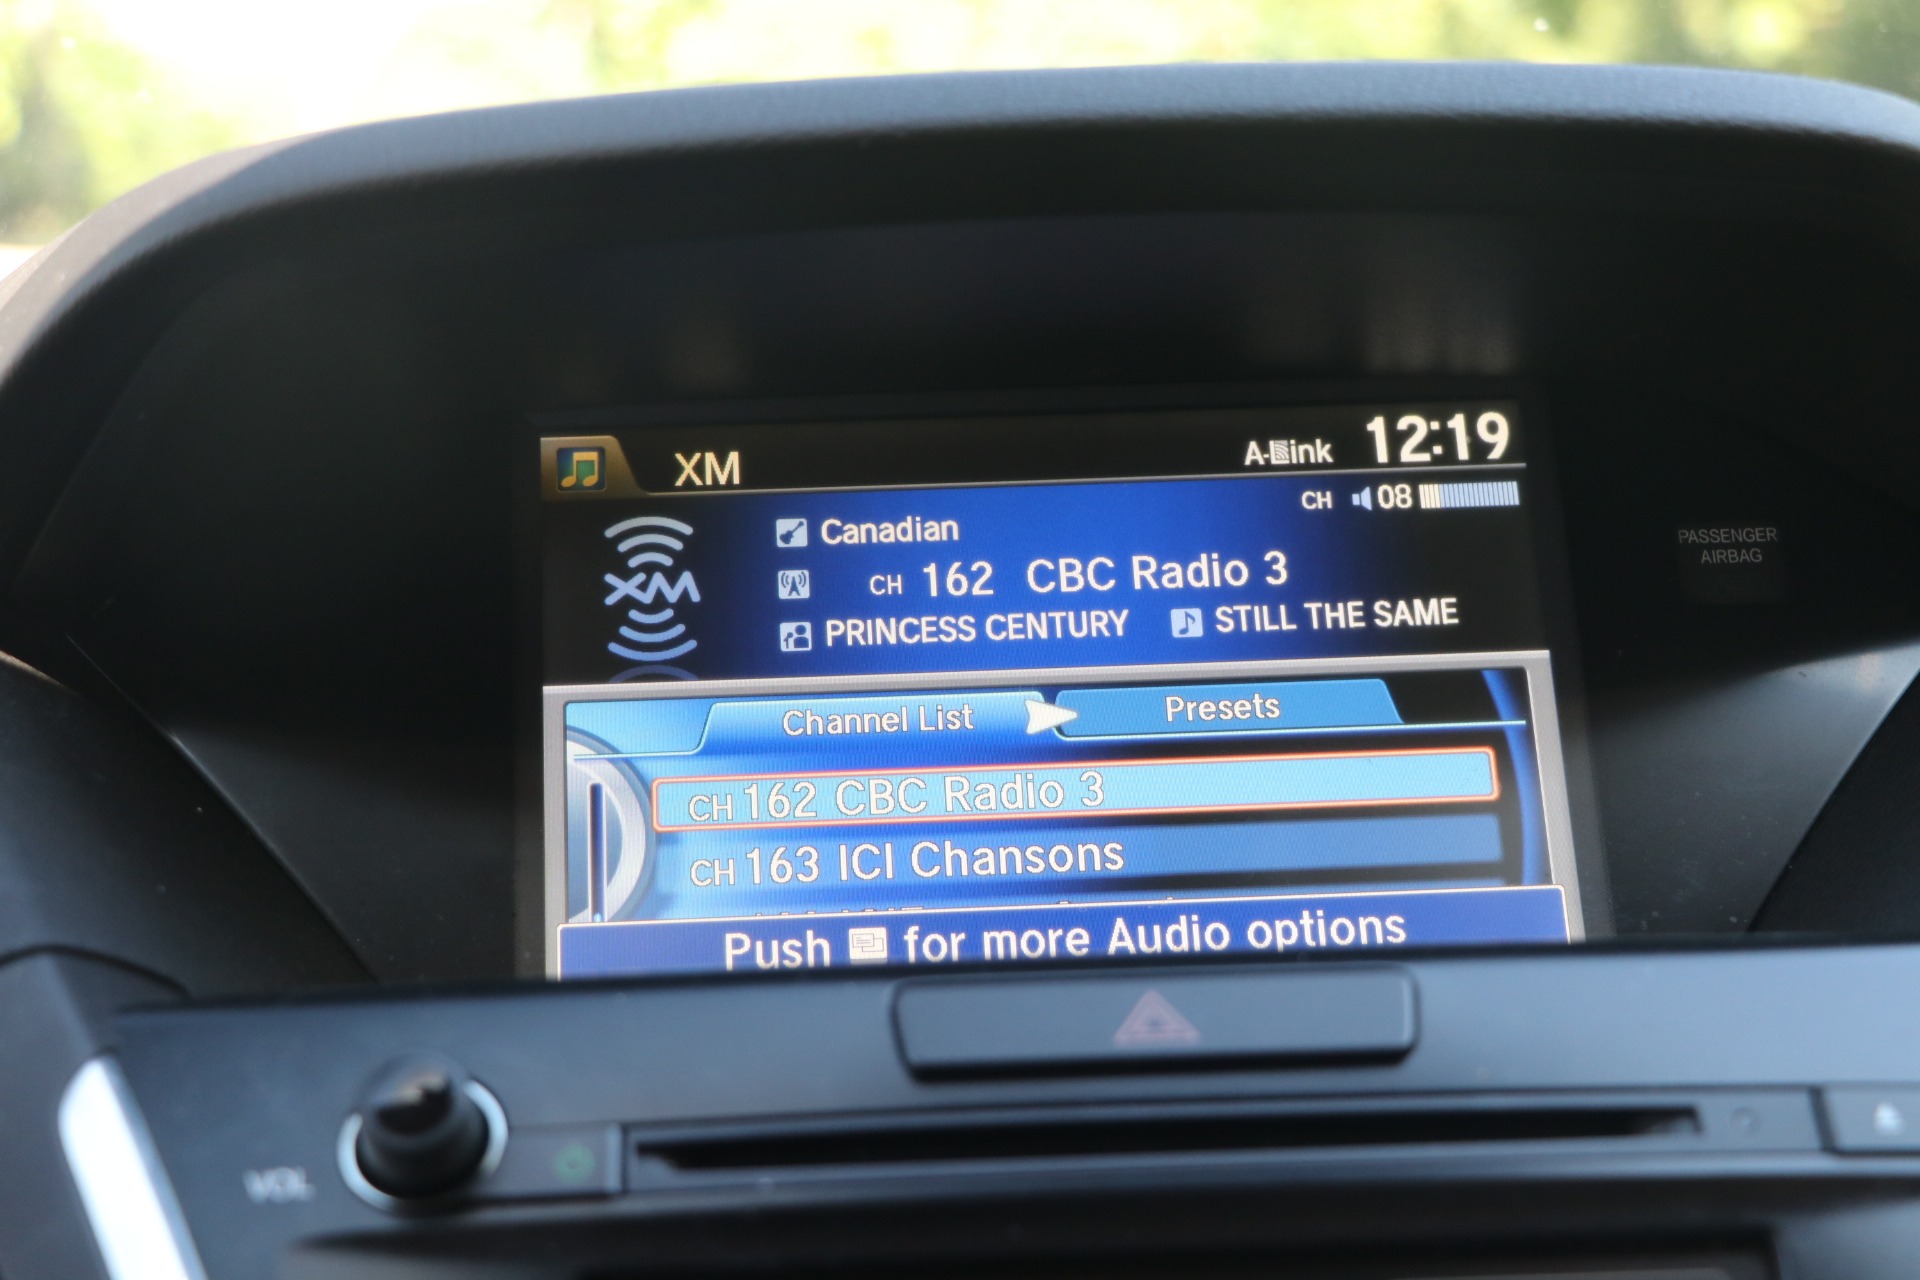 XM
A-Link 12:19
CH 08
Canadian
XM
CH 162 CBC Radio 3
PRINCESS CENTURY STILL THE SAME
PASSENGER
AIRBAG
Channel List Presets
CH 162 CBC Radio 3
CH 163 ICI Chansons
Push for more Audio options
VOL